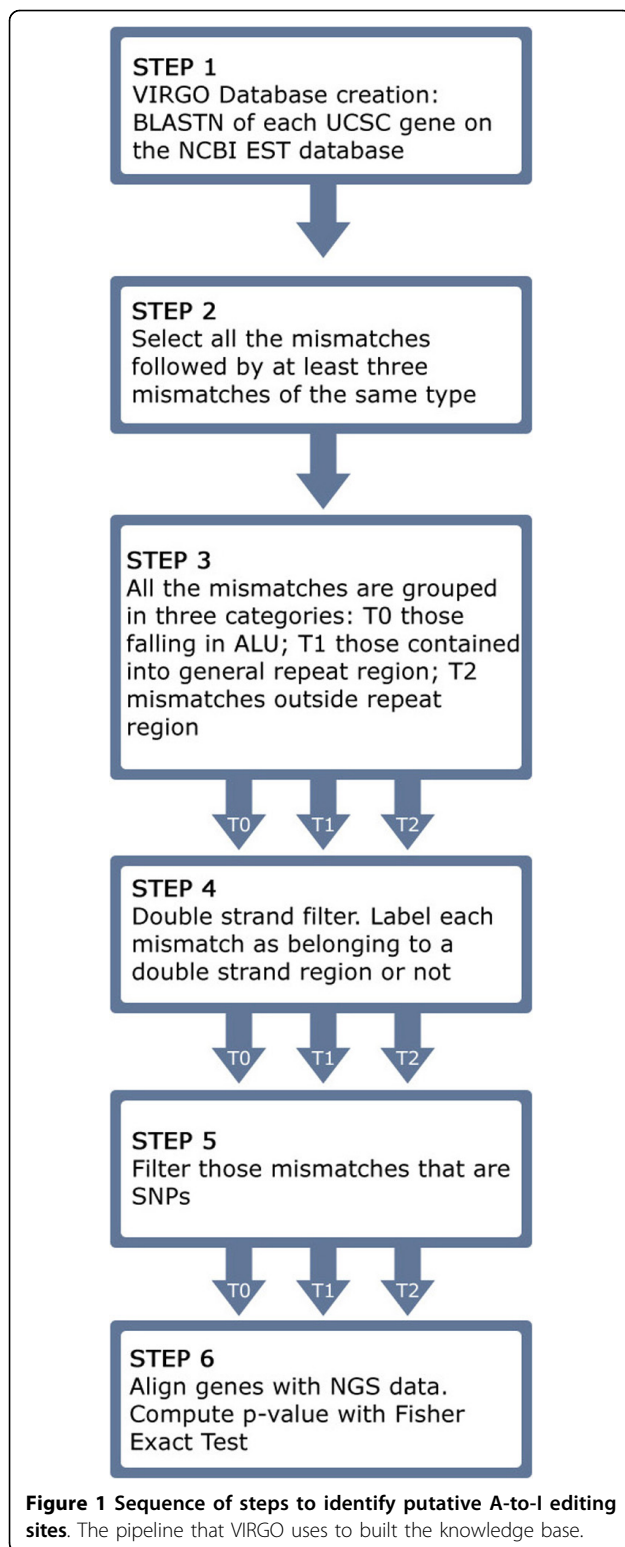 STEP 1
VIRGO Database creation:
BLASTN of each UCSC gene on
the NCBI EST database
STEP 2
Select all the mismatches
followed by at least three
mismatches of the same type
STEP 3
All the mismatches are grouped
in three categories: T0 those
falling in ALU; T1 those contained
into general repeat region; T2
mismatches outside repeat
region
T0 T1 T2
STEP 4
Double strand filter. Label each
mismatch as belonging to a
double strand region or not
T0 T1 T2
STEP 5
Filter those mismatches that are
SNPs
T0 T1 T2
STEP 6
Align genes with NGS data.
Compute p-value with Fisher
Exact Test
Figure 1 Sequence of steps to identify putative A-to-I editing
sites. The pipeline that VIRGO uses to built the knowledge base.